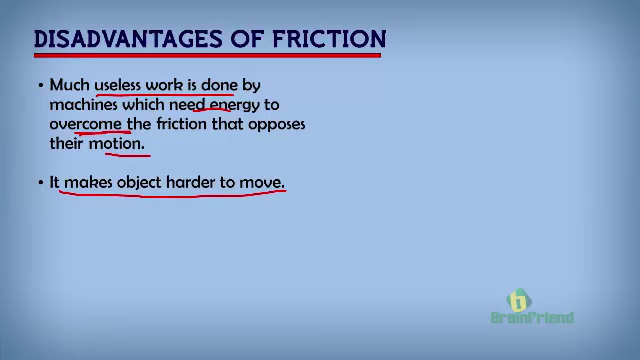 DISADVANTAGES OF FRICTION
• Much useless work is done by
machines which need energy to
overcome the friction that opposes
their motion.
• It makes object harder to move.
BrainFriend